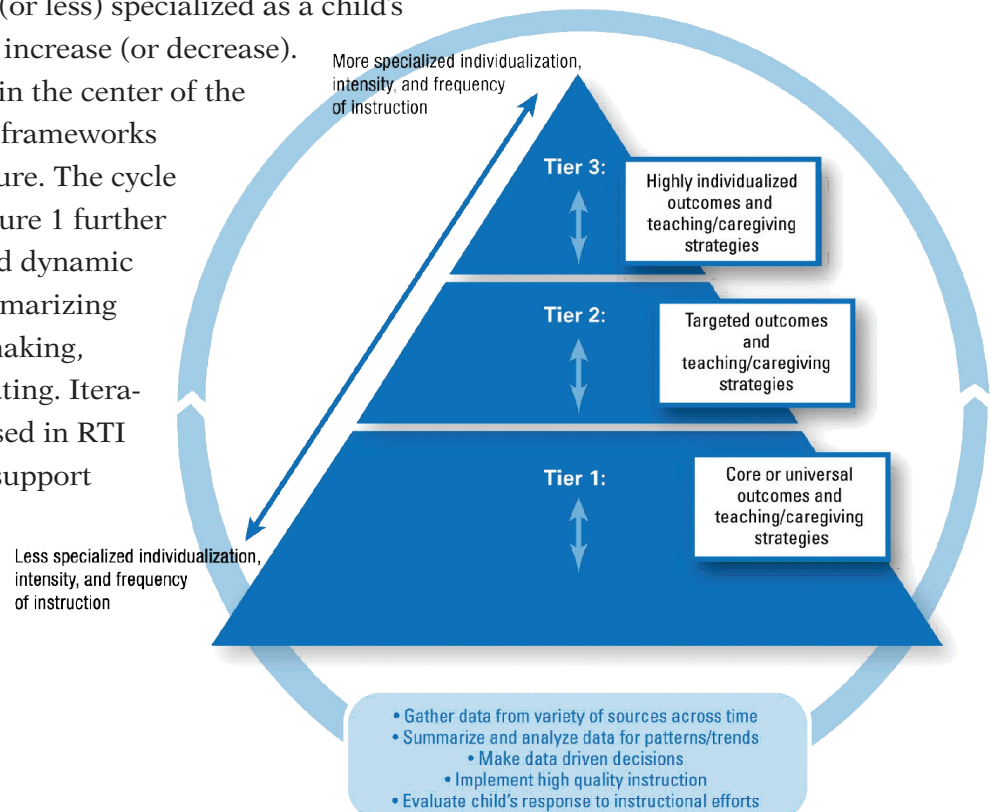 (or less) specialized as a child's
increase (or decrease).
in the center of the
frameworks
ure. The cycle
ure 1 further
d dynamic
marizing
naking,
ting. Itera-
sed in RTI
support
More specialized individualization,
intensity, and frequency
of instruction
Tier 3:
Highly individualized
outcomes and
teaching/caregiving
strategies
Tier 2:
Targeted outcomes
and
teaching/caregiving
strategies
Tier 1:
Core or universal
outcomes and
teaching/caregiving
strategies
Less specialized individualization,
intensity, and frequency
of instruction
• Gather data from variety of sources across time
• Summarize and analyze data for patterns/trends
• Make data driven decisions
• Implement high quality instruction
• Evaluate child's response to instructional efforts